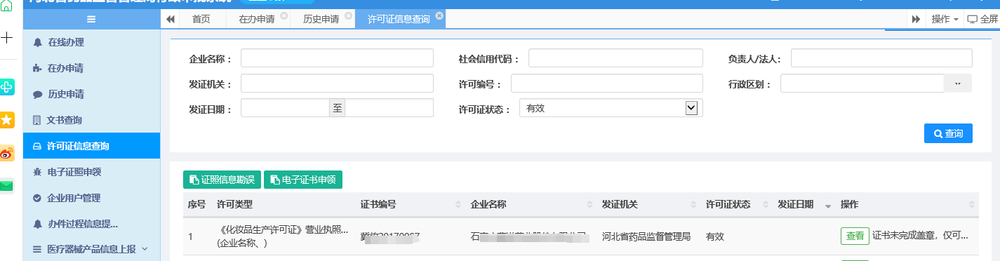 首页
在办申请
历史申请
许可证信息查询
操作
全屏
在线办理
在办申请
历史申请
文书查询
许可证信息查询
电子证照申领
企业用户管理
办件过程信息提...
医疗器械产品信息上报
企业名称：
社会信用代码：
负责人/法人：
发证机关：
许可编号：
行政区划：
发证日期：
至
许可证状态：
有效
查询
证照信息勘误
电子证书申领
序号 许可类型 证书编号 企业名称 发证机关 许可证状态 发证日期 操作
1
《化妆品生产许可证》营业执照...
(企业名称、)
河北省药品监督管理局
有效
查看
证书未完成盖章，仅可...